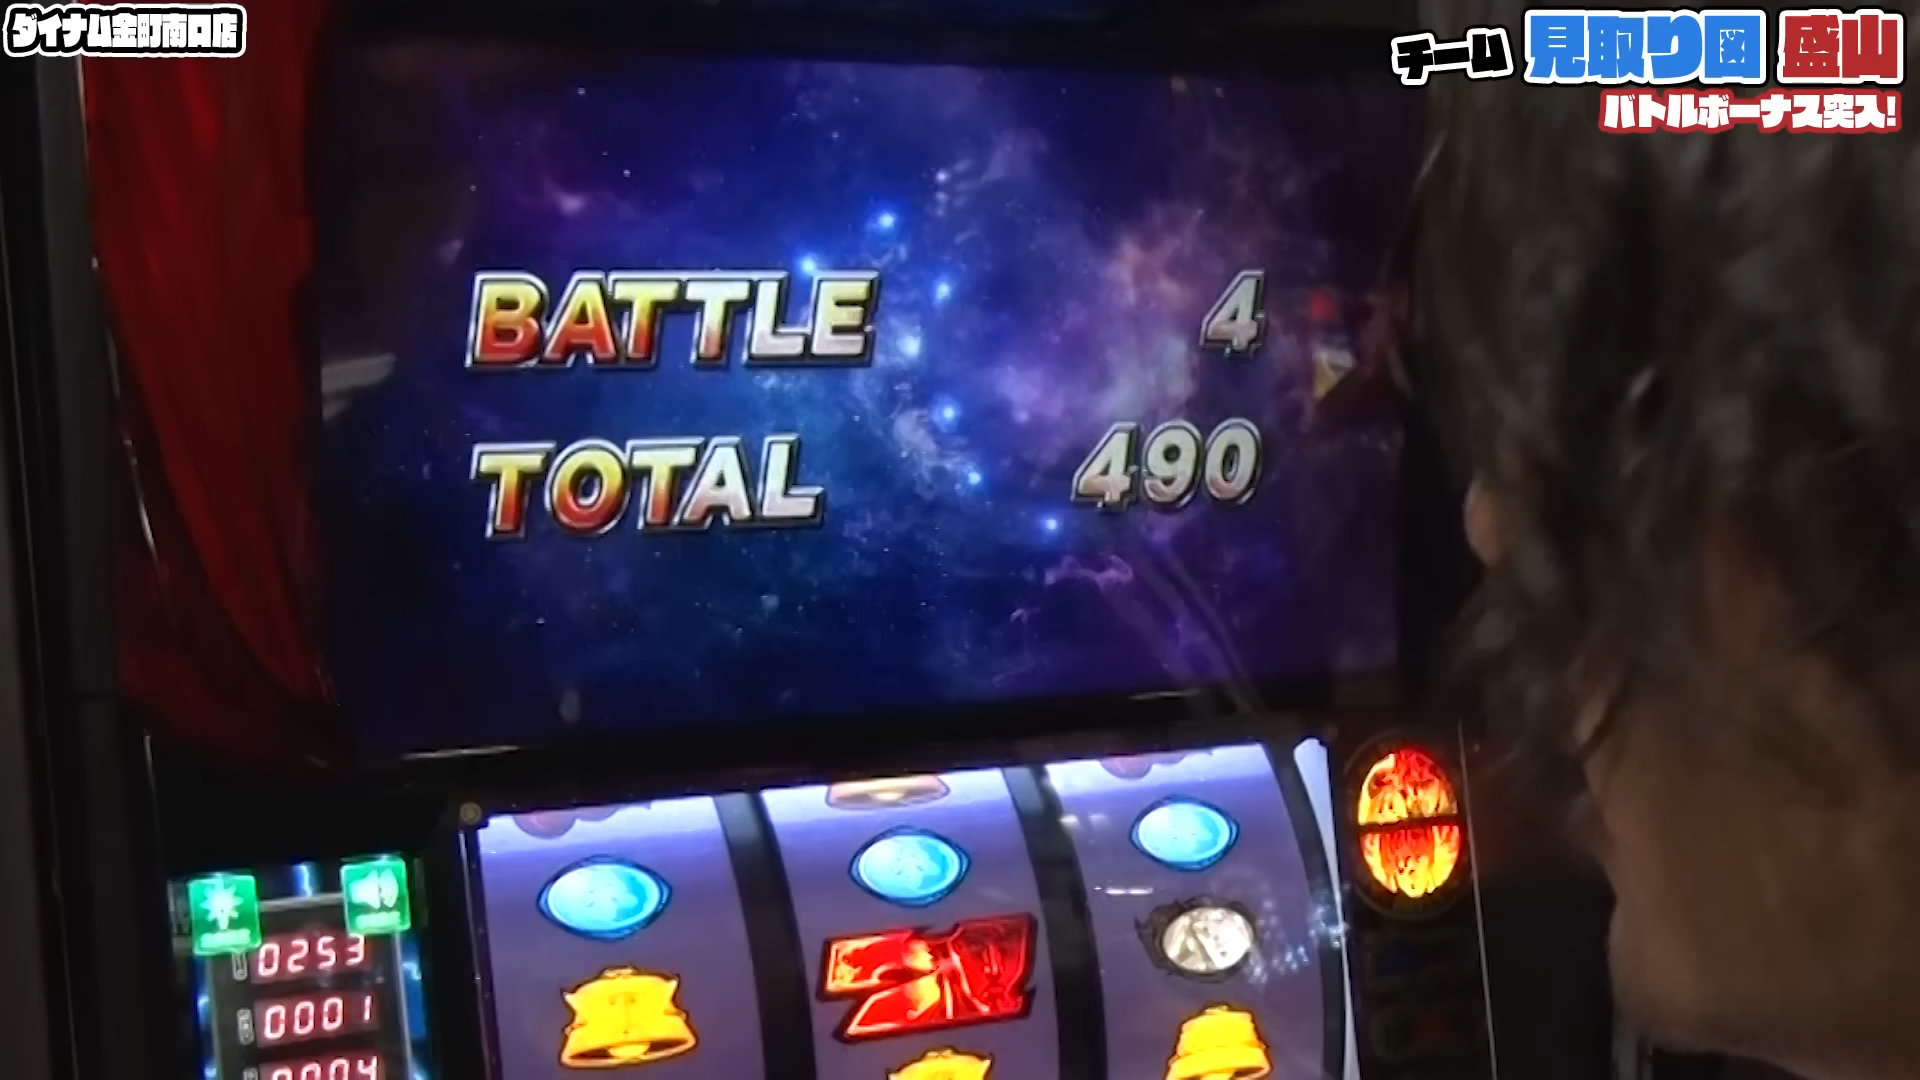 ダイナム金町南口店
チーム 見取り図 盛山
バトルボーナス突入!
BATTLE 4
TOTAL 490
0253
0001
0004